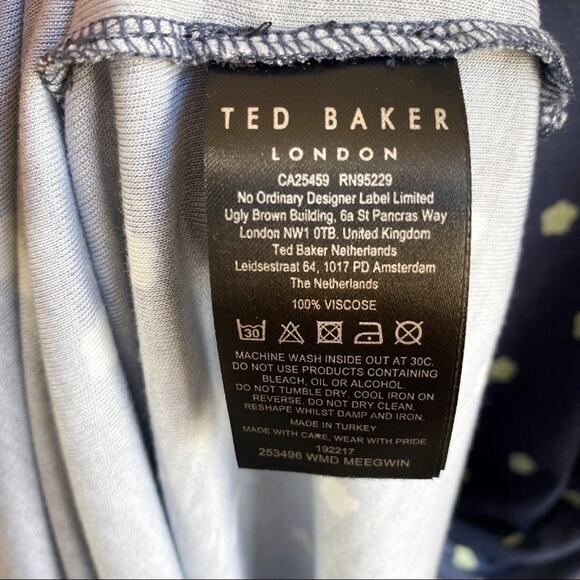 TED BAKER
LONDON
CA25459 RN95229
No Ordinary Designer Label Limited
Ugly Brown Building, 6a St Pancras Way
London NW1 0TB. United Kingdom
Ted Baker Netherlands
Leidsestraat 64, 1017 PD Amsterdam
The Netherlands
100% VISCOSE
30
MACHINE WASH INSIDE OUT AT 30C.
DO NOT USE PRODUCTS CONTAINING
BLEACH, OIL OR ALCOHOL.
DO NOT TUMBLE DRY. COOL IRON ON
REVERSE. DO NOT DRY CLEAN.
RESHAPE WHILST DAMP AND IRON.
MADE IN TURKEY
MADE WITH CARE, WEAR WITH PRIDE
192217
253496 WMD MEEGWIN